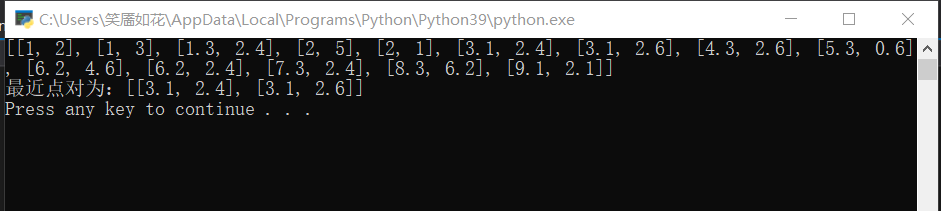 C:\Users\笑靥如花\AppData\Local\Programs\Python\Python39\python.exe
[[1, 2], [1, 3], [1.3, 2.4], [2, 5], [2, 1], [3.1, 2.4], [3.1, 2.6], [4.3, 2.6], [5.3, 0.6]
, [6.2, 4.6], [6.2, 2.4], [7.3, 2.4], [8.3, 6.2], [9.1, 2.1]]
最近点对为：[[3.1, 2.4], [3.1, 2.6]]
Press any key to continue . . .